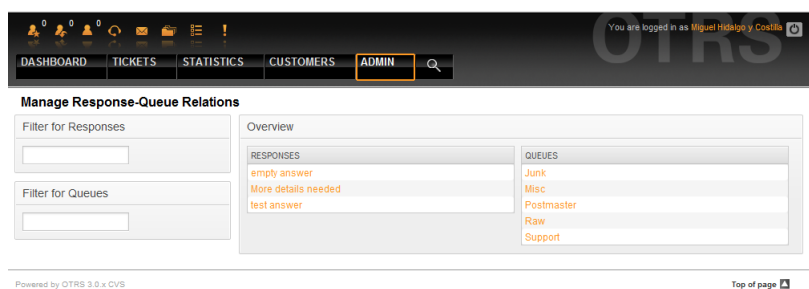 0 0 0
OTRS
You are logged in as Miguel Hidalgo y Costilla
DASHBOARD TICKETS STATISTICS CUSTOMERS ADMIN
Manage Response-Queue Relations
Filter for Responses
Filter for Queues
Overview
RESPONSES
empty answer
More details needed
test answer
QUEUES
Junk
Misc
Postmaster
Raw
Support
Powered by OTRS 3.0.x CVS
Top of page